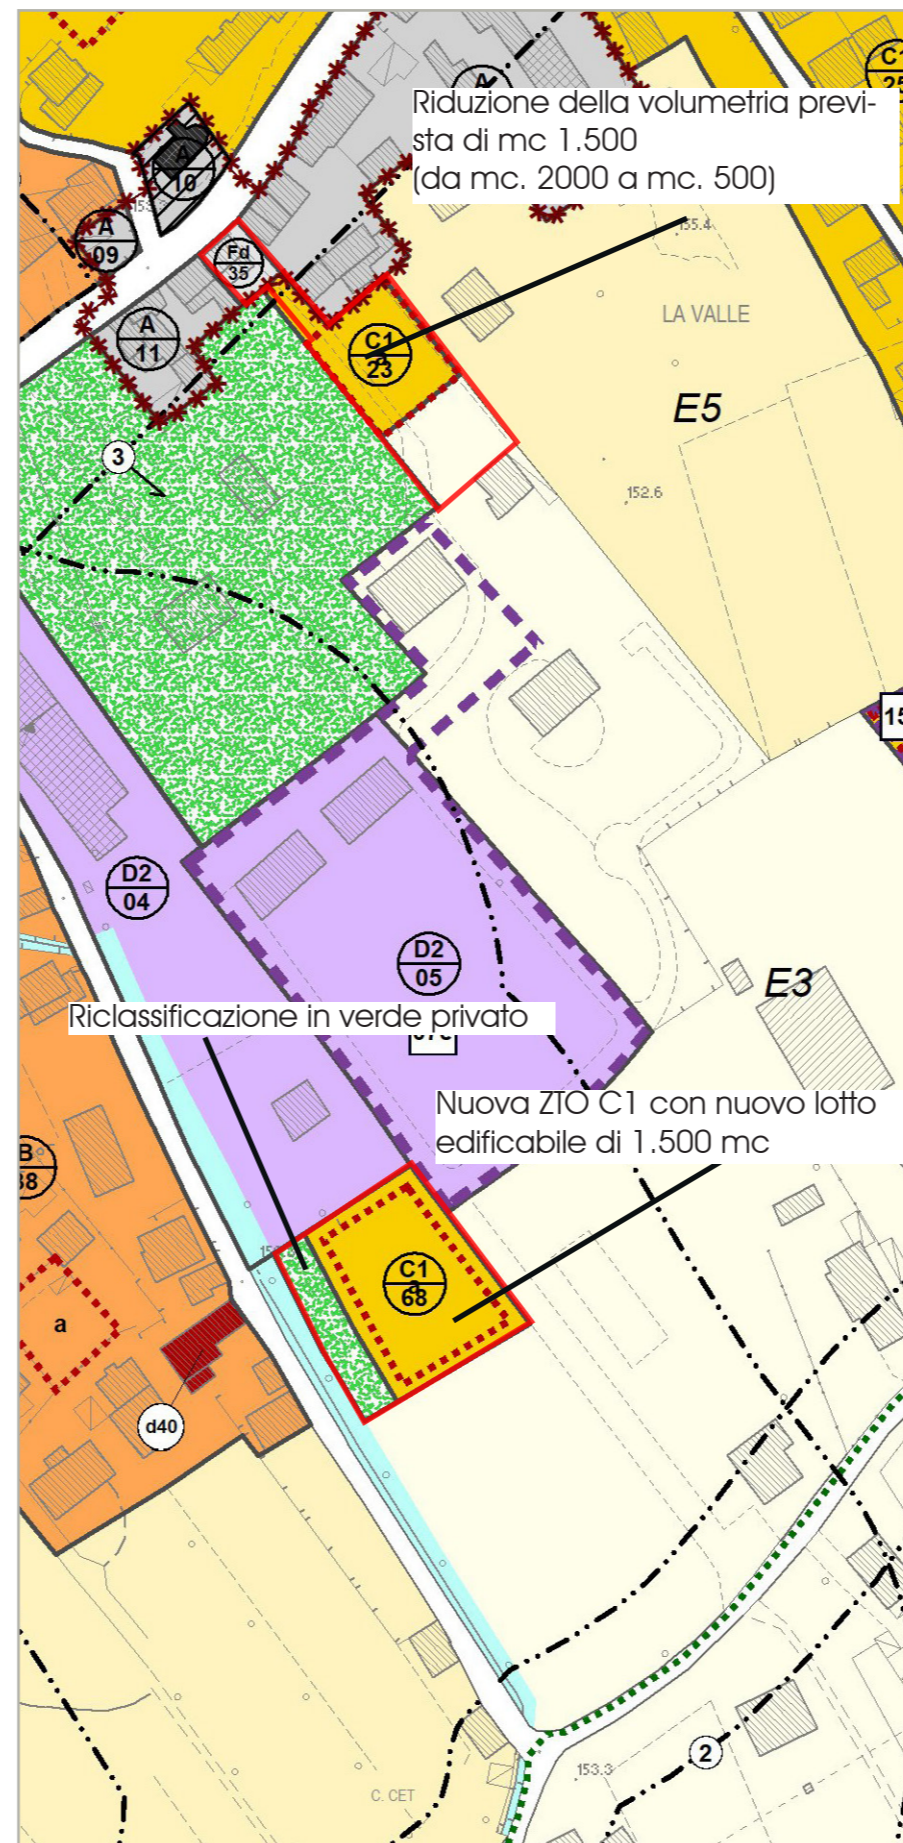 C1
25
A
Riduzione della volumetria previ-
sta di mc 1.500
(da mc. 2000 a mc. 500)
A
10
A
09
155.4
Fd
35
LA VALLE
A
11
C1
a
23
E5
3
152.6
15
D2
04
D2
05
E3
Riclassificazione in verde privato
Nuova ZTO C1 con nuovo lotto
edificabile di 1.500 mc
B
38
C1
a
68
a
d40
2
153.3
C. CET